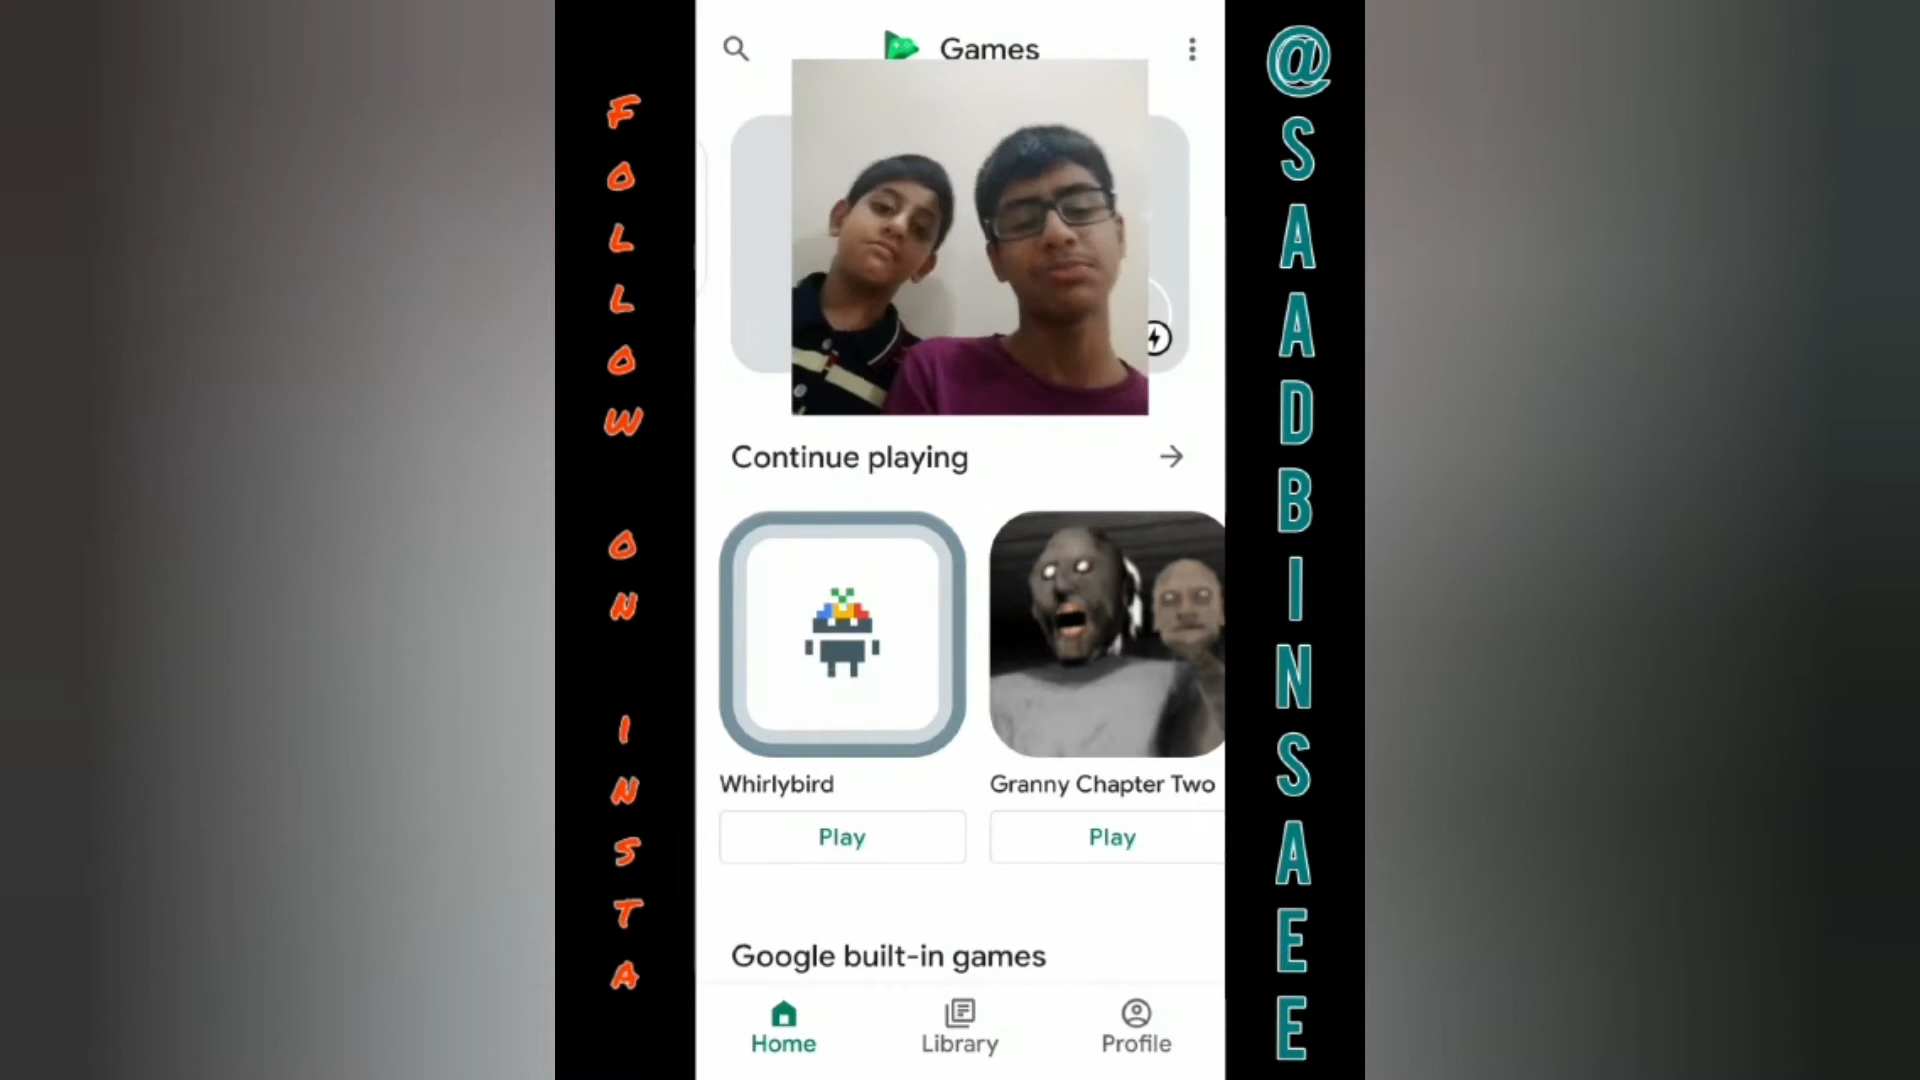 FOLLOW ON INSTA
Games
Continue playing
Whirlybird
Granny Chapter Two
Play
Play
Google built-in games
Home
Library
Profile
@SAADBINSAEE